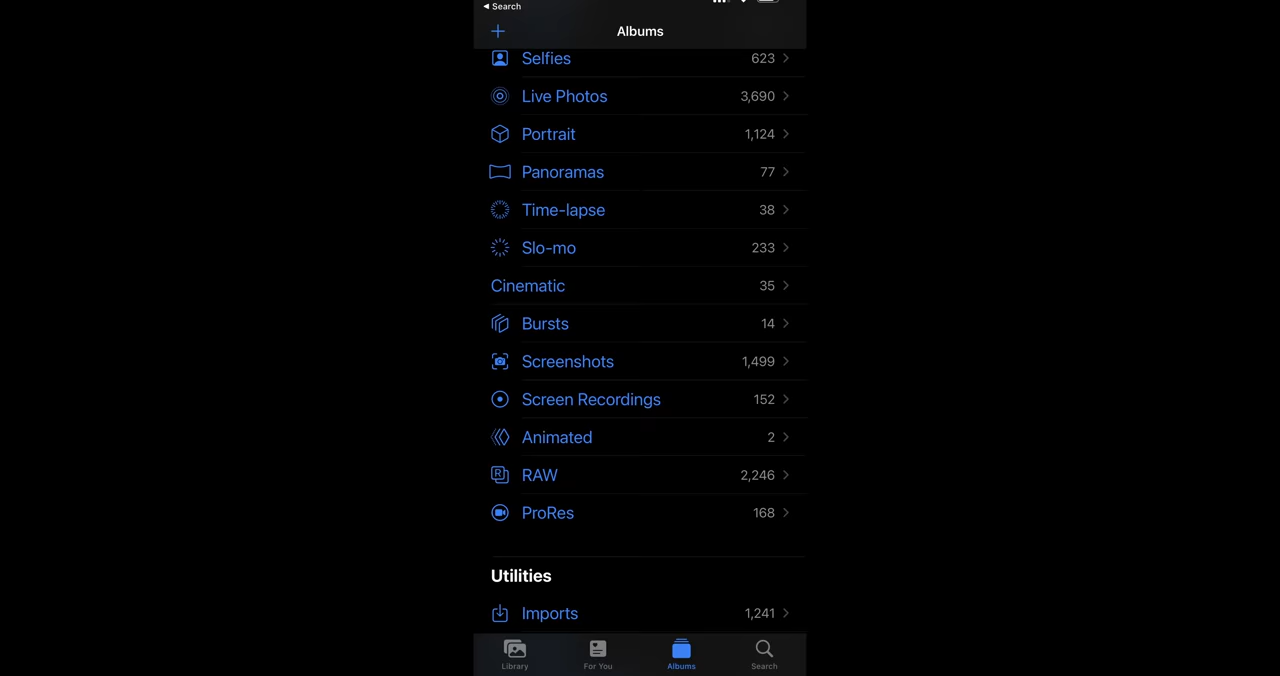 ◀ Search
Albums
Selfies 623
Live Photos 3,690
Portrait 1,124
Panoramas 77
Time-lapse 38
Slo-mo 233
Cinematic 35
Bursts 14
Screenshots 1,499
Screen Recordings 152
Animated 2
RAW 2,246
ProRes 168
Utilities
Imports 1,241
Library For You Albums Search